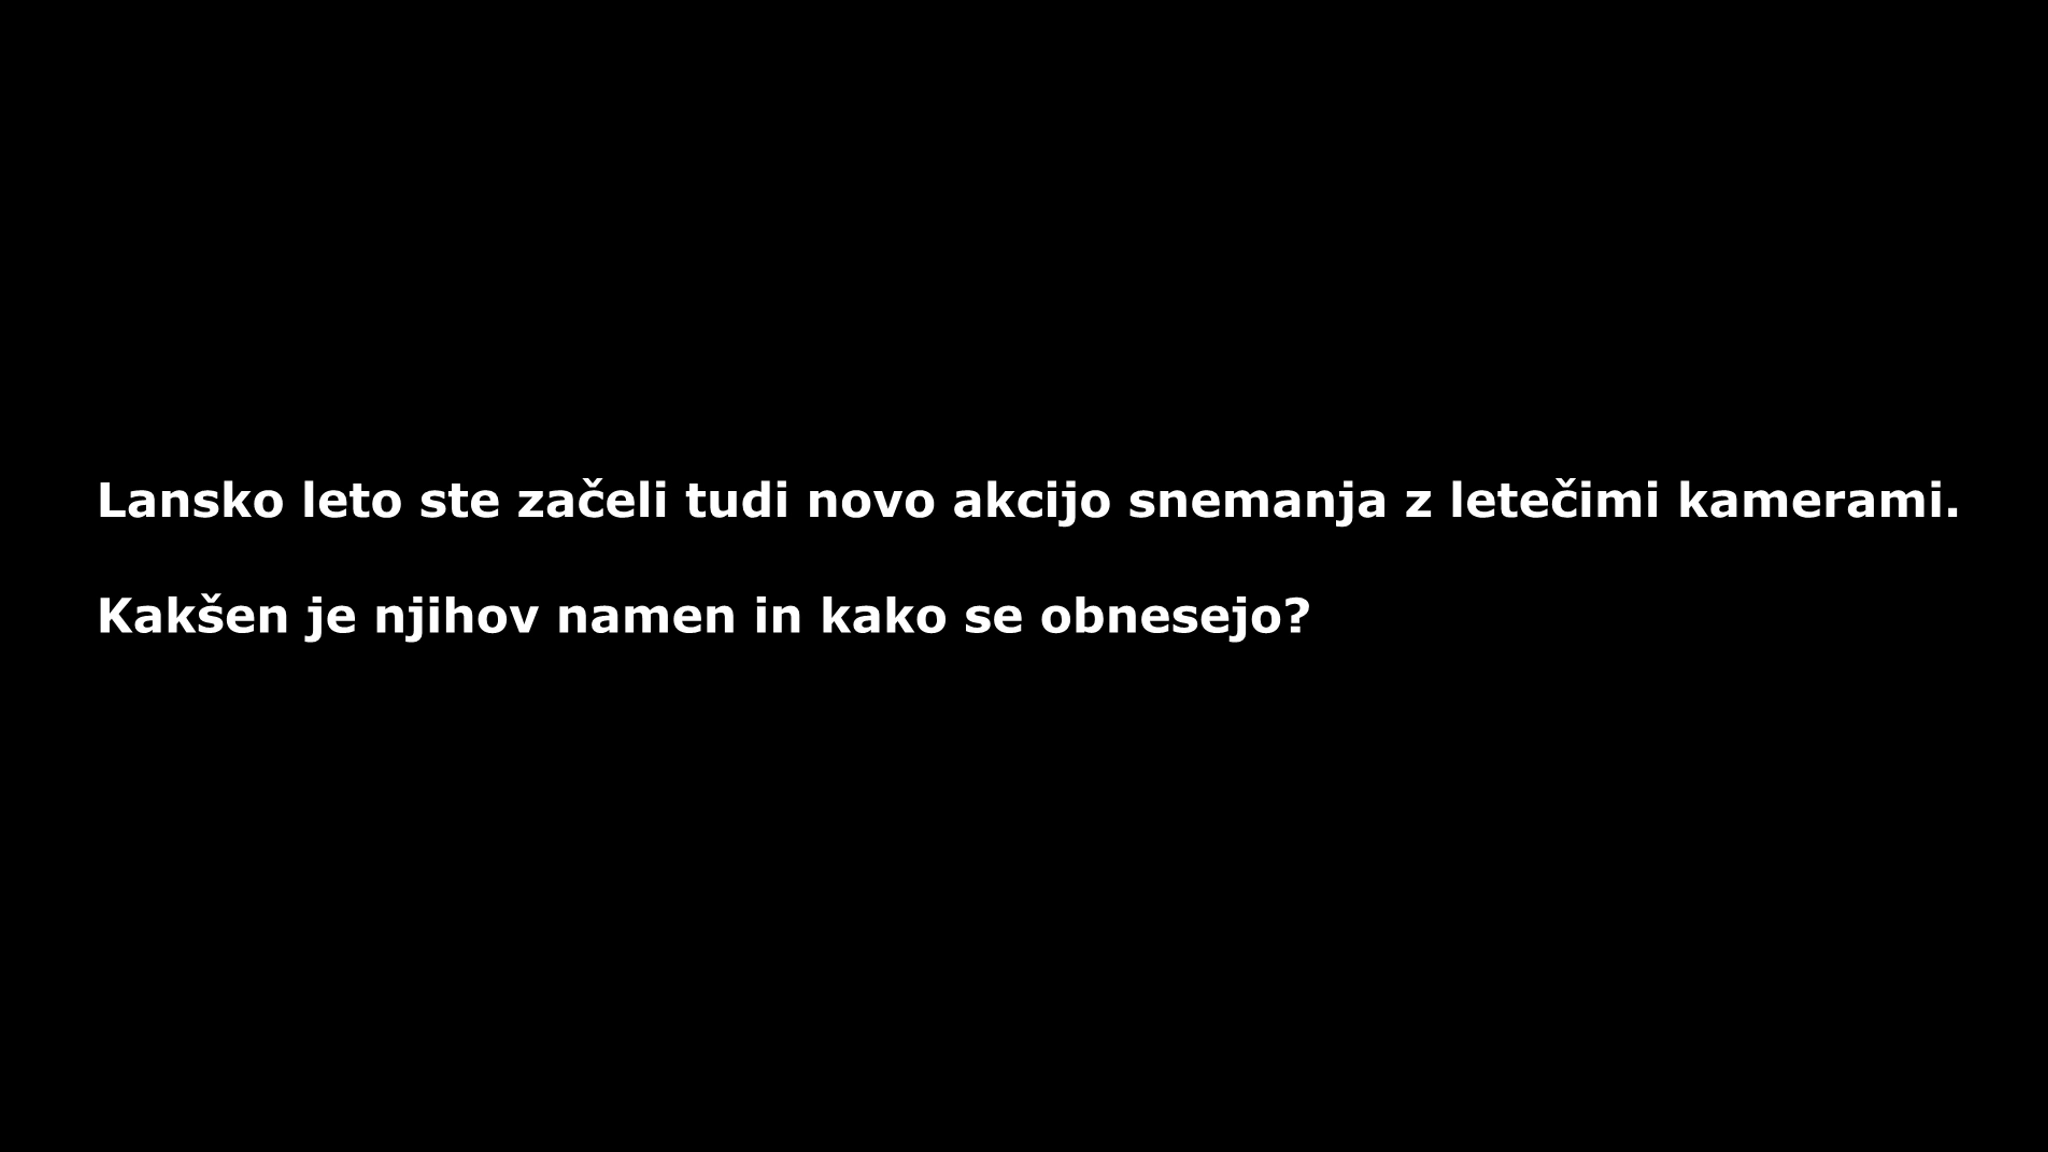 Lansko leto ste začeli tudi novo akcijo snemanja z letečimi kamerami.
Kakšen je njihov namen in kako se obnesejo?